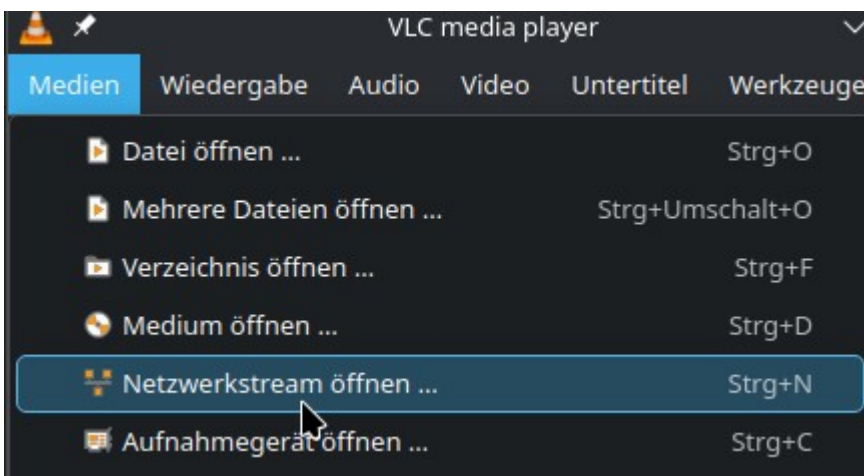 VLC media player
Medien Wiedergabe Audio Video Untertitel Werkzeuge
Datei öffnen ... Strg+O
Mehrere Dateien öffnen ... Strg+Umschalt+O
Verzeichnis öffnen ... Strg+F
Medium öffnen ... Strg+D
Netzwerkstream öffnen ... Strg+N
Aufnahmegerät öffnen ... Strg+C